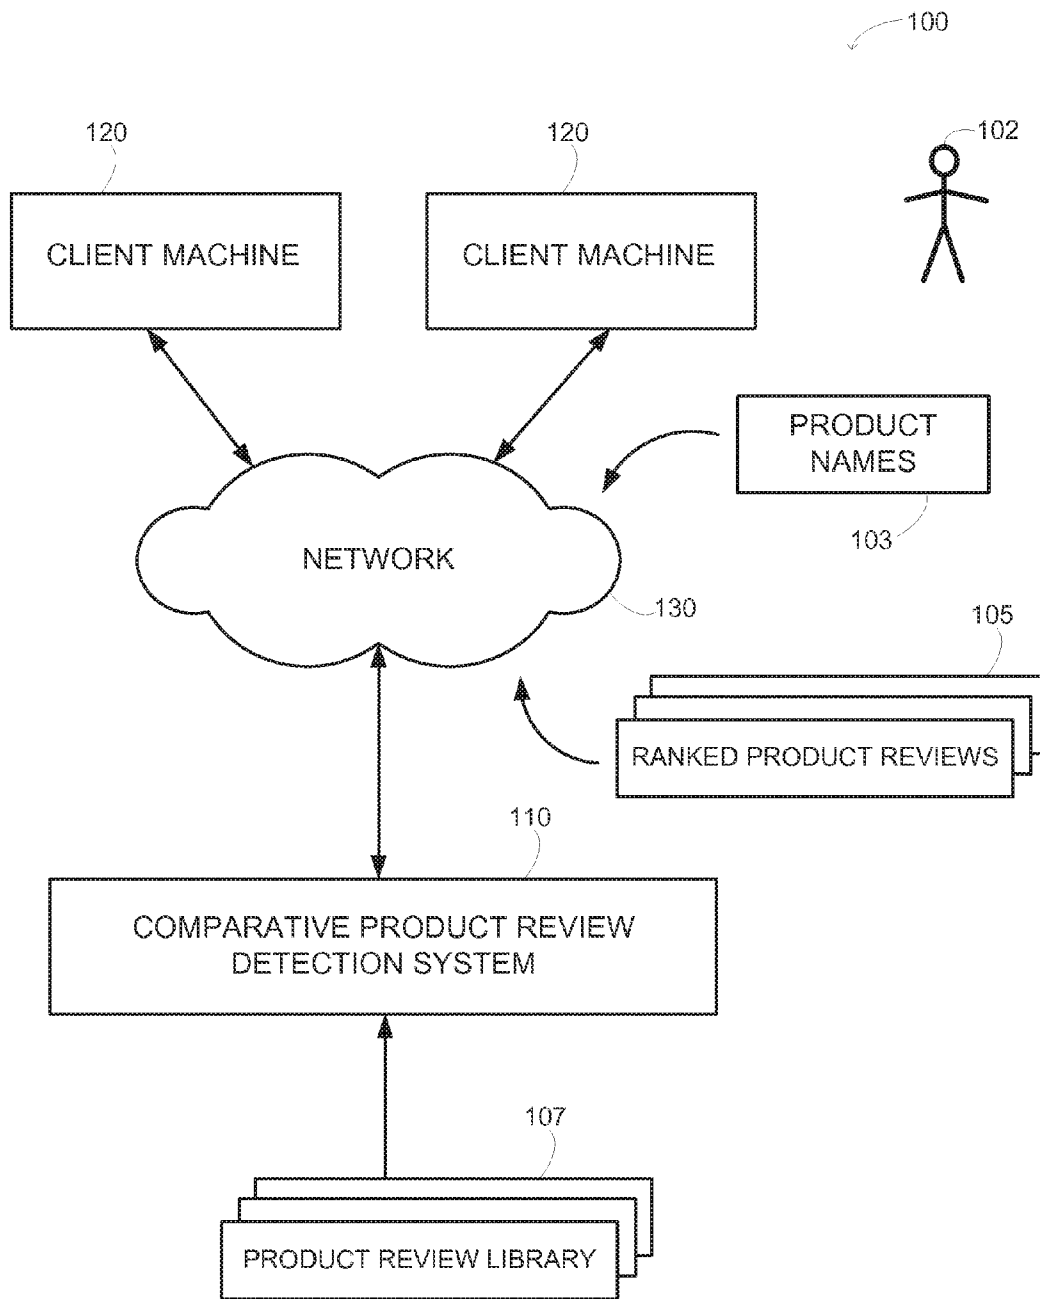 100
120
120
102
CLIENT MACHINE
CLIENT MACHINE
PRODUCT
NAMES
103
NETWORK
130
105
RANKED PRODUCT REVIEWS
110
COMPARATIVE PRODUCT REVIEW
DETECTION SYSTEM
107
PRODUCT REVIEW LIBRARY